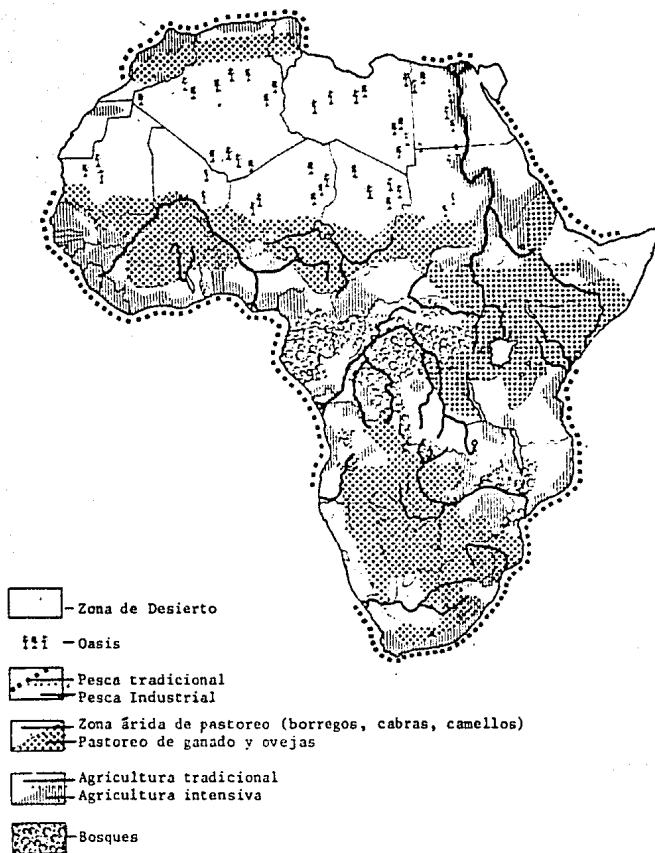 - Zona de Desierto
- Oasis
- Pesca tradicional
- Pesca Industrial
- Zona árida de pastoreo (borregos, cabras, camellos)
- Pastoreo de ganado y ovejas
- Agricultura tradicional
- Agricultura intensiva
- Bosques